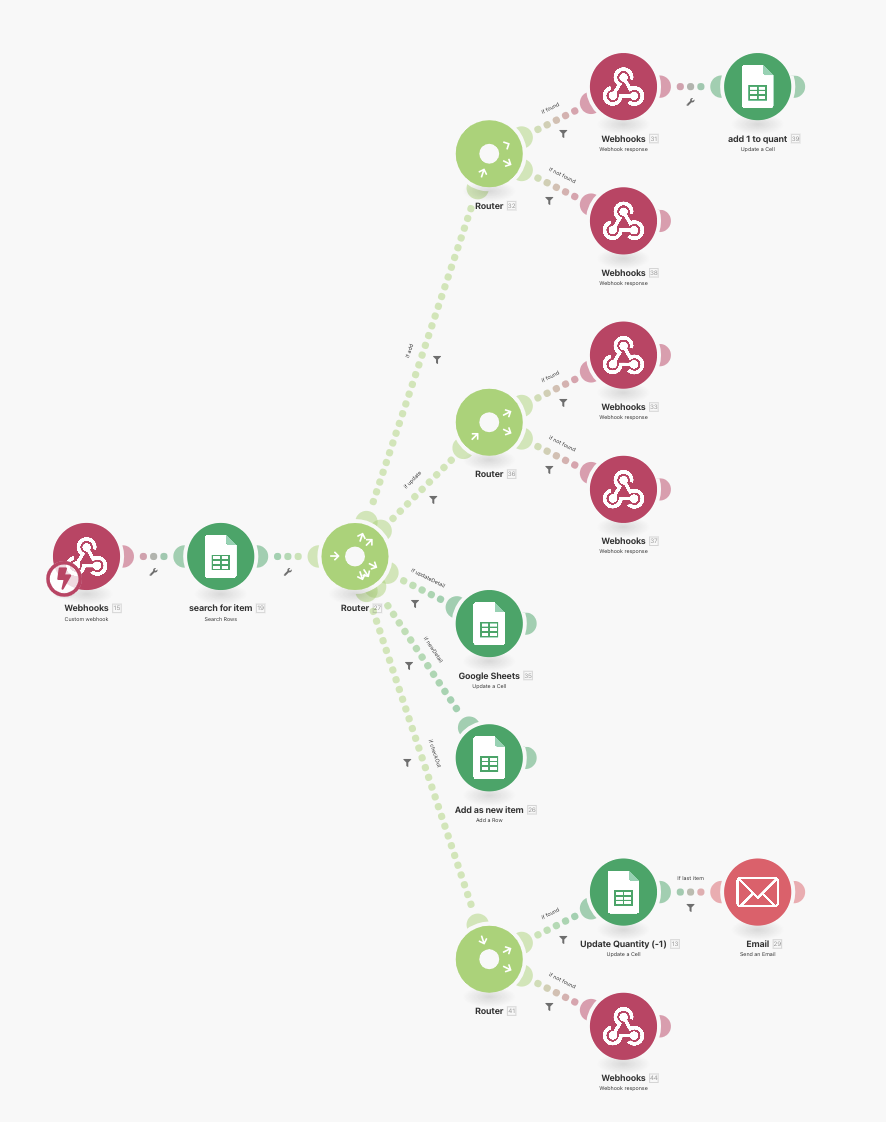 if found
Webhooks 31
Webhook response
add 1 to quant 39
Update a Cell
Router 32
if not found
Webhooks 38
Webhook response
if add
if found
Webhooks 33
Webhook response
Router 36
if not found
Webhooks 37
Webhook response
if update
Webhooks 15
Custom webhook
search for item 19
Search Rows
Router 27
if updateDetail
Google Sheets 35
Update a Cell
if newDetail
Add as new item 26
Add a Row
if checkOut
if found
Update Quantity (-1) 13
Update a Cell
If last item
Email 29
Send an Email
Router 41
if not found
Webhooks 44
Webhook response